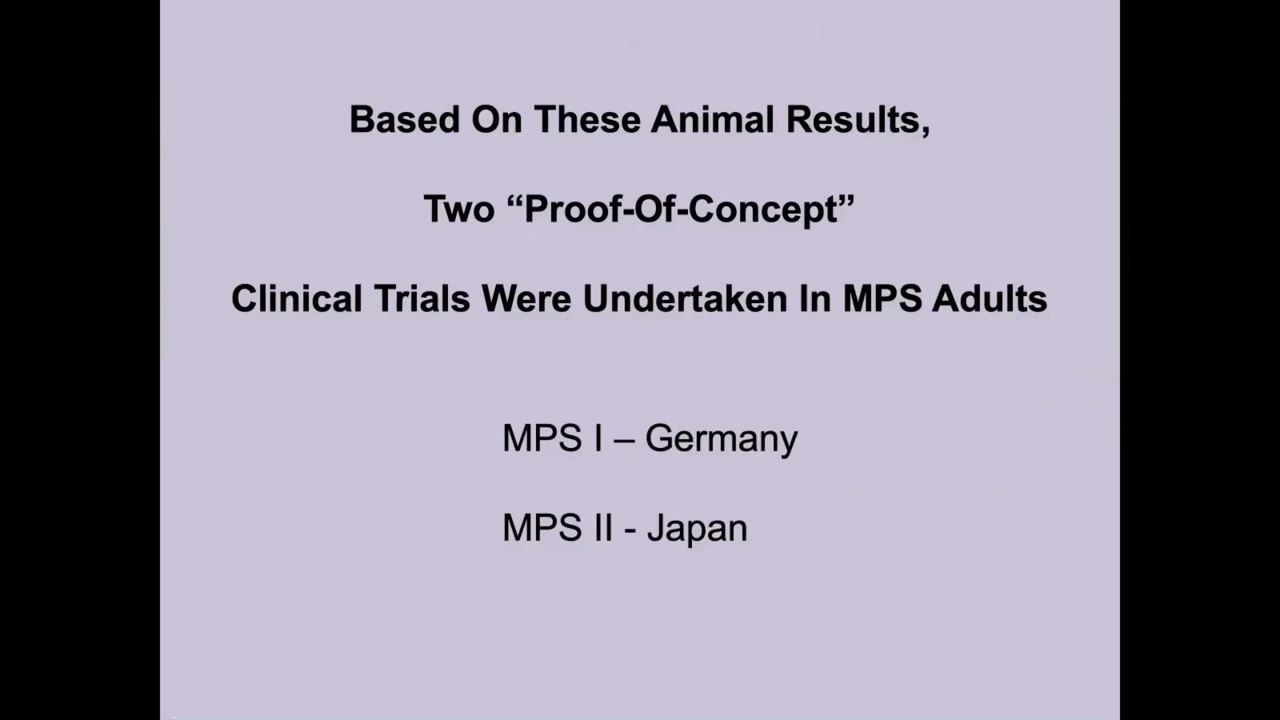 Based On These Animal Results,
Two “Proof-Of-Concept”
Clinical Trials Were Undertaken In MPS Adults
MPS I – Germany
MPS II - Japan